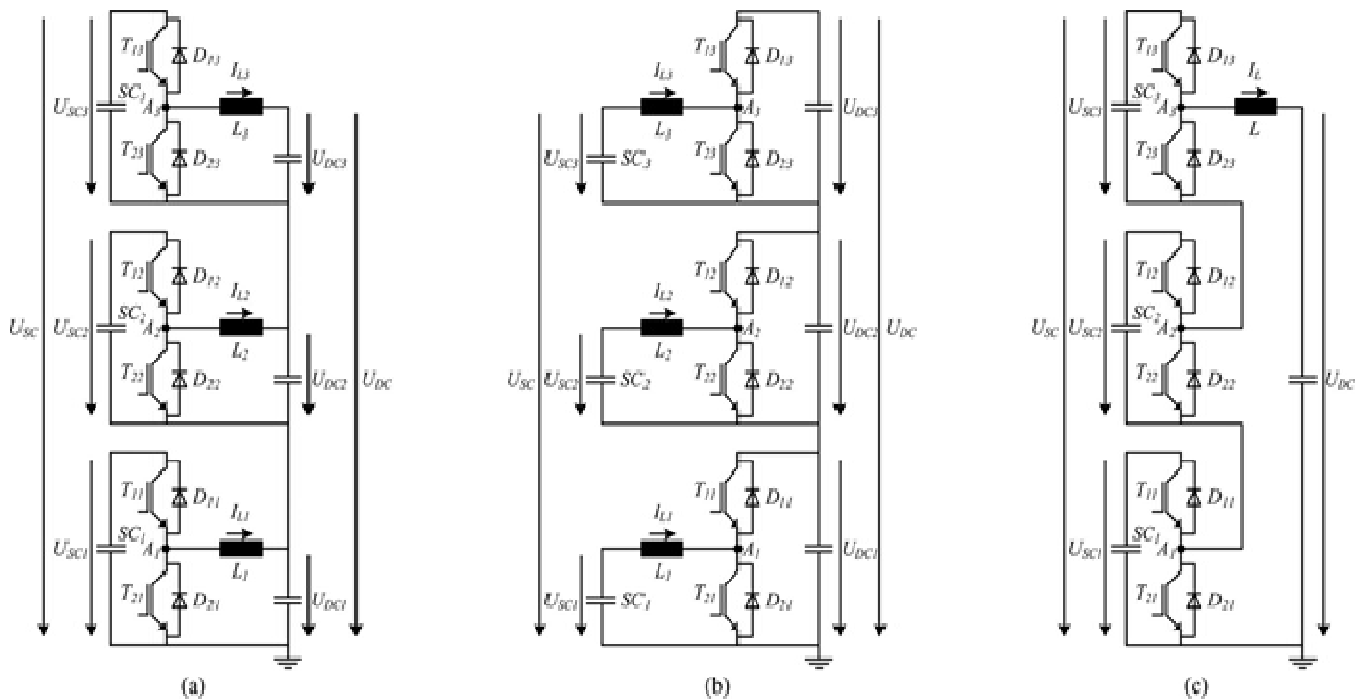 T13
D13
IL3
USC3
SC3
A3
L3
T23
D23
UDC3
T12
D12
IL2
USC
USC2
SC2
A2
L2
T22
D22
UDC2
UDC
T11
D11
IL1
USC1
SC1
A1
L1
T21
D21
UDC1
(a)
T13
D13
IL3
A3
UDC3
L3
USC3
SC3
T23
D23
T12
D12
IL2
A2
UDC2
UDC
L2
USC
USC2
SC2
T22
D22
T11
D11
IL1
A1
UDC1
L1
USC1
SC1
T21
D21
(b)
T13
D13
IL
USC3
SC3
A3
L
T23
D23
T12
D12
USC
USC2
SC2
A2
T22
D22
UDC
T11
D11
USC1
SC1
A1
T21
D21
(c)